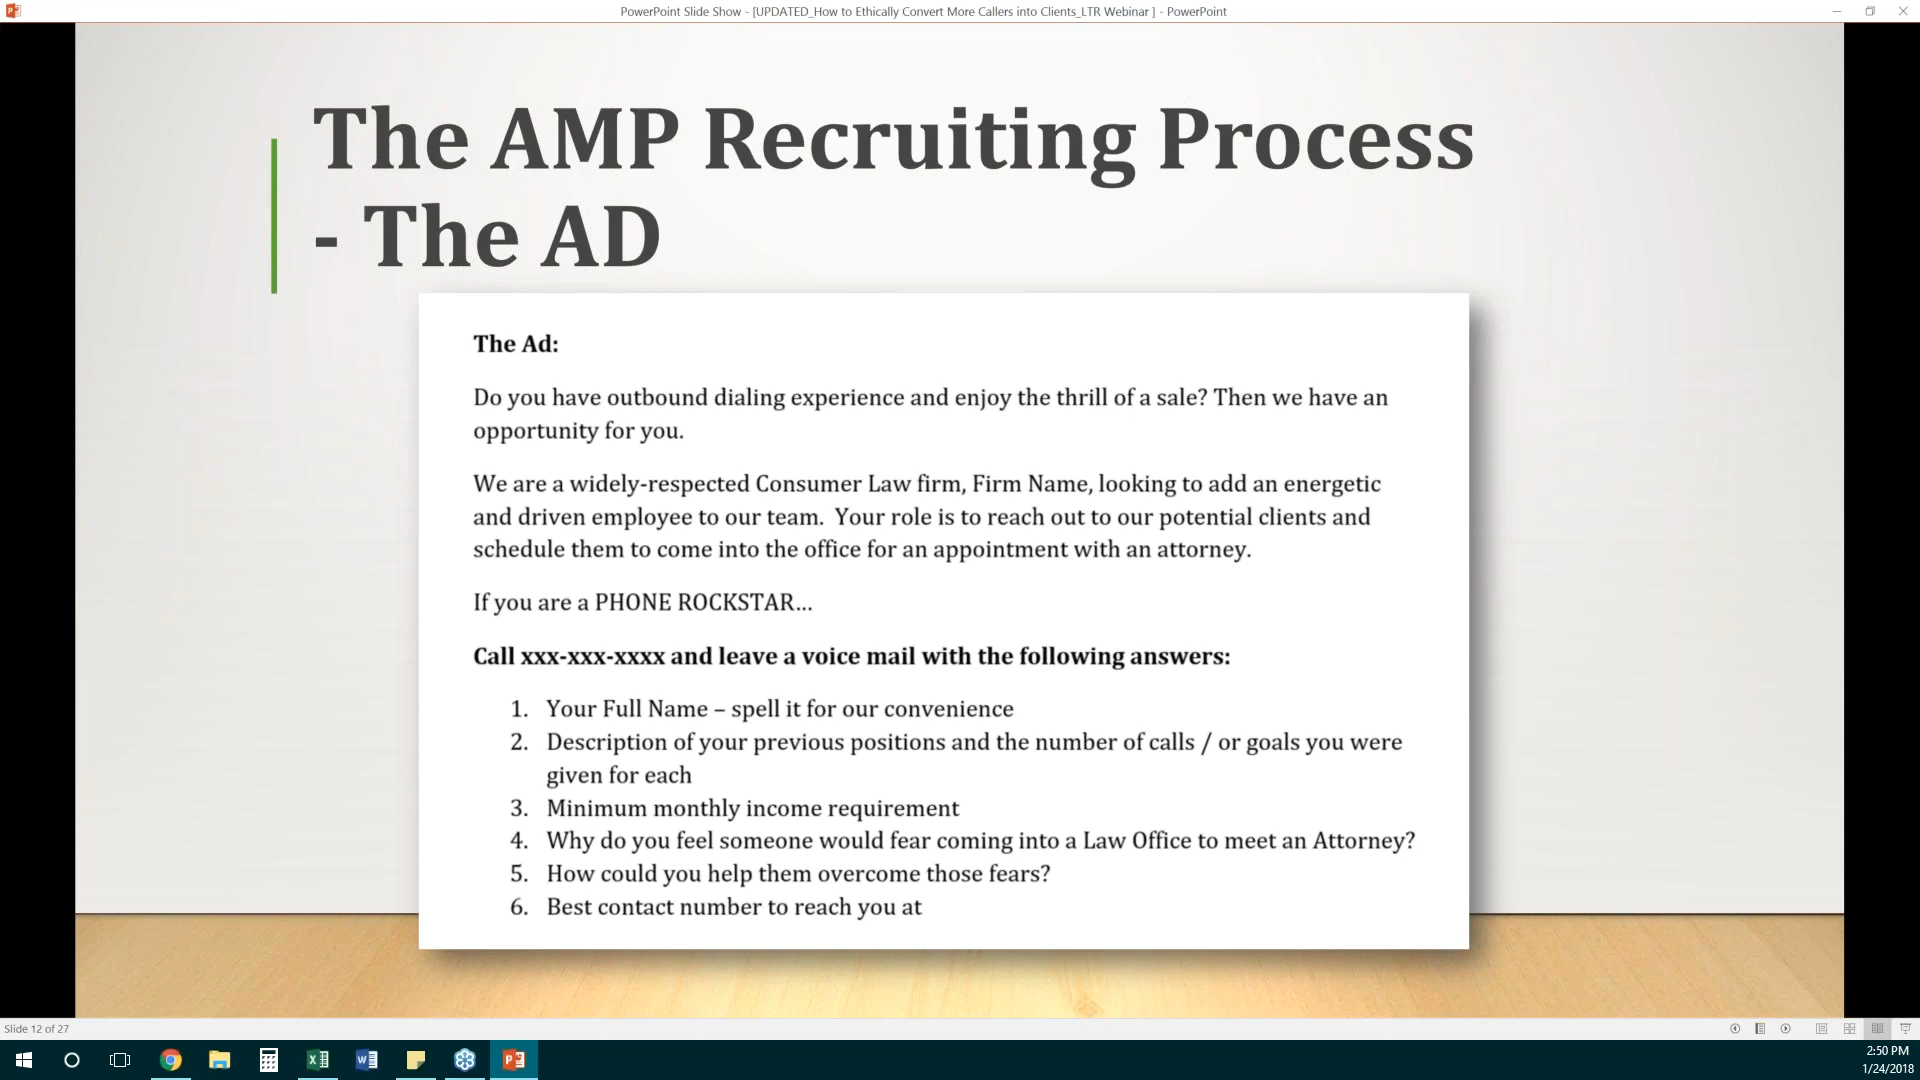 PowerPoint Slide Show - [UPDATED_How to Ethically Convert More Callers into Clients_LTR Webinar ] - PowerPoint
The AMP Recruiting Process
- The AD
The Ad:
Do you have outbound dialing experience and enjoy the thrill of a sale? Then we have an
opportunity for you.
We are a widely-respected Consumer Law firm, Firm Name, looking to add an energetic
and driven employee to our team.  Your role is to reach out to our potential clients and
schedule them to come into the office for an appointment with an attorney.
If you are a PHONE ROCKSTAR...
Call xxx-xxx-xxxx and leave a voice mail with the following answers:
1. Your Full Name – spell it for our convenience
2. Description of your previous positions and the number of calls / or goals you were
given for each
3. Minimum monthly income requirement
4. Why do you feel someone would fear coming into a Law Office to meet an Attorney?
5. How could you help them overcome those fears?
6. Best contact number to reach you at
Slide 12 of 27
2:50 PM
1/24/2018